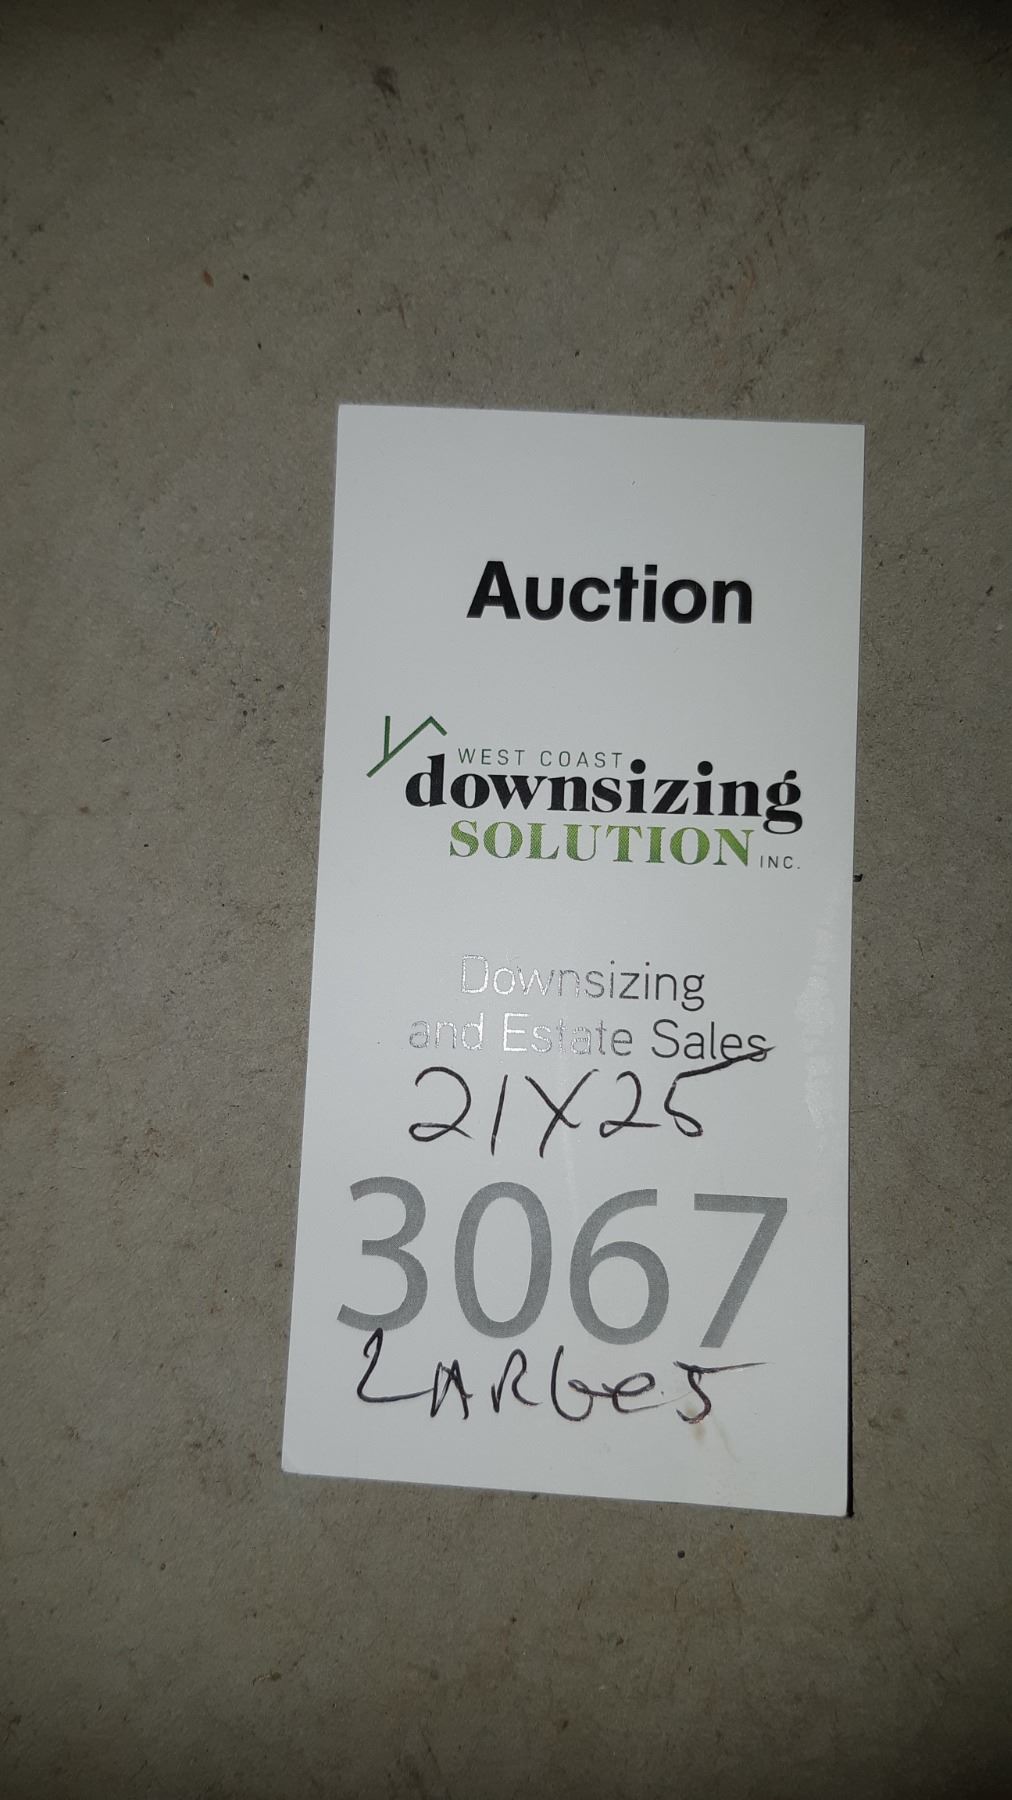 Auction
WEST COAST
downsizing
SOLUTION INC.
Downsizing
and Estate Sales
21X25
3067
LARGeS